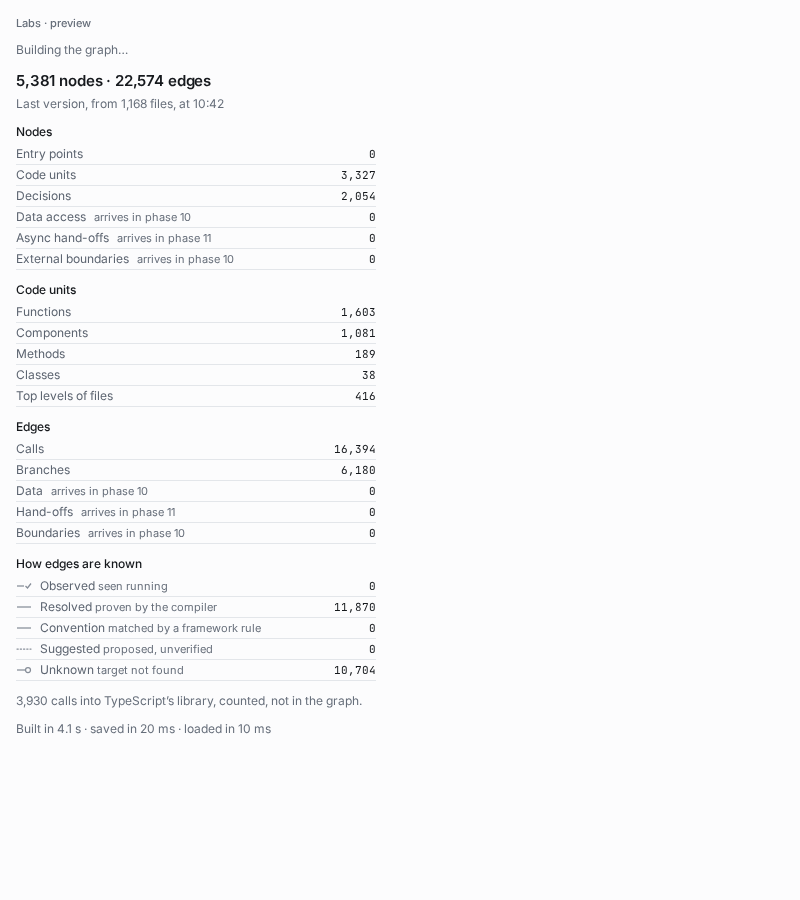 Labs · preview
Building the graph…
5,381 nodes · 22,574 edges
Last version, from 1,168 files, at 10:42
Nodes
Entry points 0
Code units 3,327
Decisions 2,054
Data access arrives in phase 10 0
Async hand-offs arrives in phase 11 0
External boundaries arrives in phase 10 0
Code units
Functions 1,603
Components 1,081
Methods 189
Classes 38
Top levels of files 416
Edges
Calls 16,394
Branches 6,180
Data arrives in phase 10 0
Hand-offs arrives in phase 11 0
Boundaries arrives in phase 10 0
How edges are known
Observed seen running 0
Resolved proven by the compiler 11,870
Convention matched by a framework rule 0
Suggested proposed, unverified 0
Unknown target not found 10,704
3,930 calls into TypeScript’s library, counted, not in the graph.
Built in 4.1 s · saved in 20 ms · loaded in 10 ms